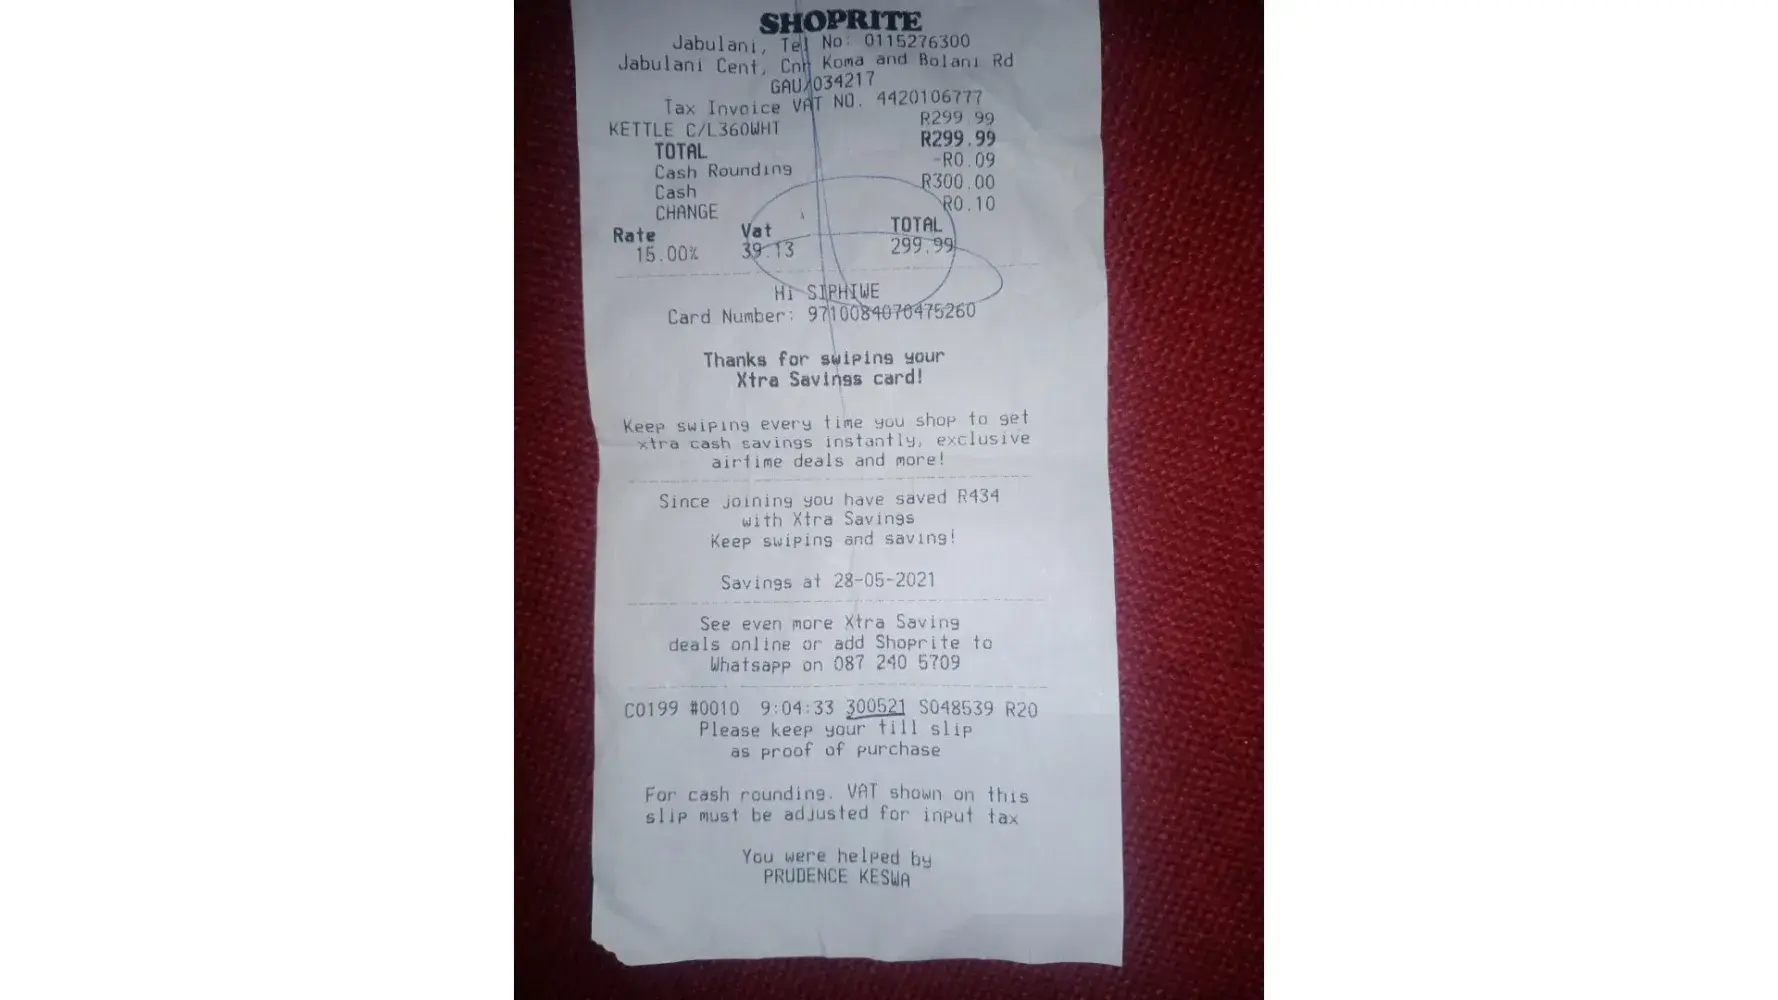 SHOPRITE
Jabulani, Tel No: 0115276300
Jabulani Cent, Cnr Koma and Bolani Rd
GAU/034217
Tax Invoice VAT NO. 4420106777
KETTLE C/L360WHT R299.99
TOTAL R299.99
Cash Rounding -R0.09
Cash R300.00
CHANGE R0.10
Rate Vat TOTAL
15.00% 39.13 299.99
Hi SIPHIWE
Card Number: 9710084070475260
Thanks for swiping your
Xtra Savings card!
Keep swiping every time you shop to get
xtra cash savings instantly, exclusive
airtime deals and more!
Since joining you have saved R434
with Xtra Savings
Keep swiping and saving!
Savings at 28-05-2021
See even more Xtra Saving
deals online or add Shoprite to
Whatsapp on 087 240 5709
C0199 #0010 9:04:33 300521 S048539 R20
Please keep your till slip
as proof of purchase
For cash rounding. VAT shown on this
slip must be adjusted for input tax
You were helped by
PRUDENCE KESWA